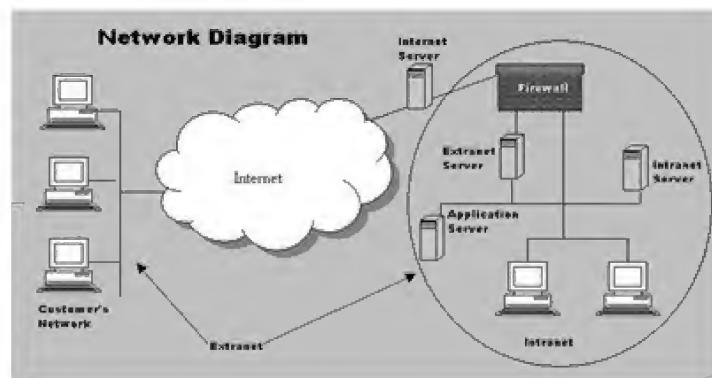 Network Diagram
Internet
Server
Firewall
Internet
Extranet
Server
Intranet
Server
Application
Server
Customer's
Network
Extranet
Intranet